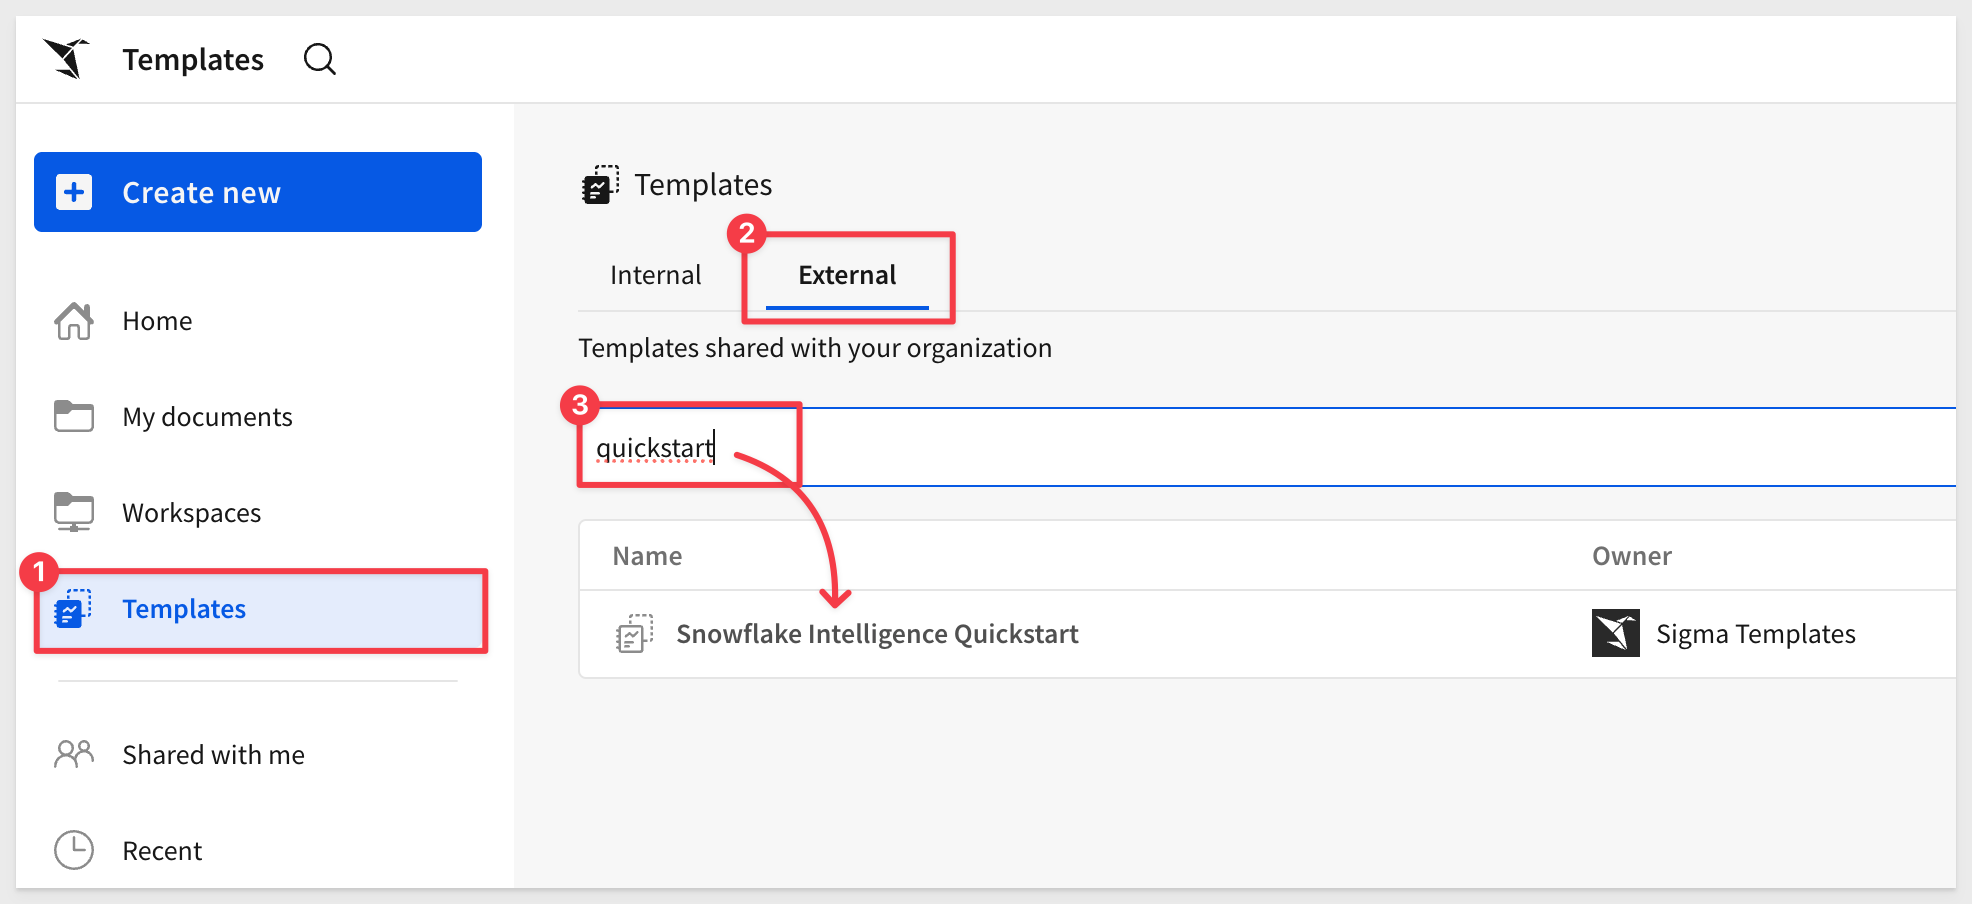 Templates
Create new
Home
My documents
Workspaces
1
Templates
Shared with me
Recent
Templates
2
Internal External
Templates shared with your organization
3
quickstart
Name Owner
Snowflake Intelligence Quickstart Sigma Templates